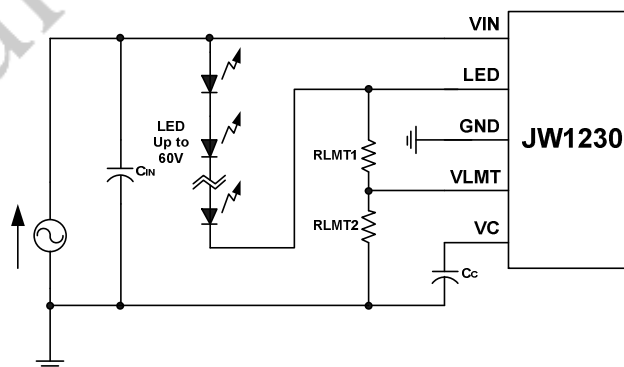 VIN
LED
LED
Up to
60V
GND
JW1230
CIN
RLMT1
VLMT
RLMT2
VC
Cc